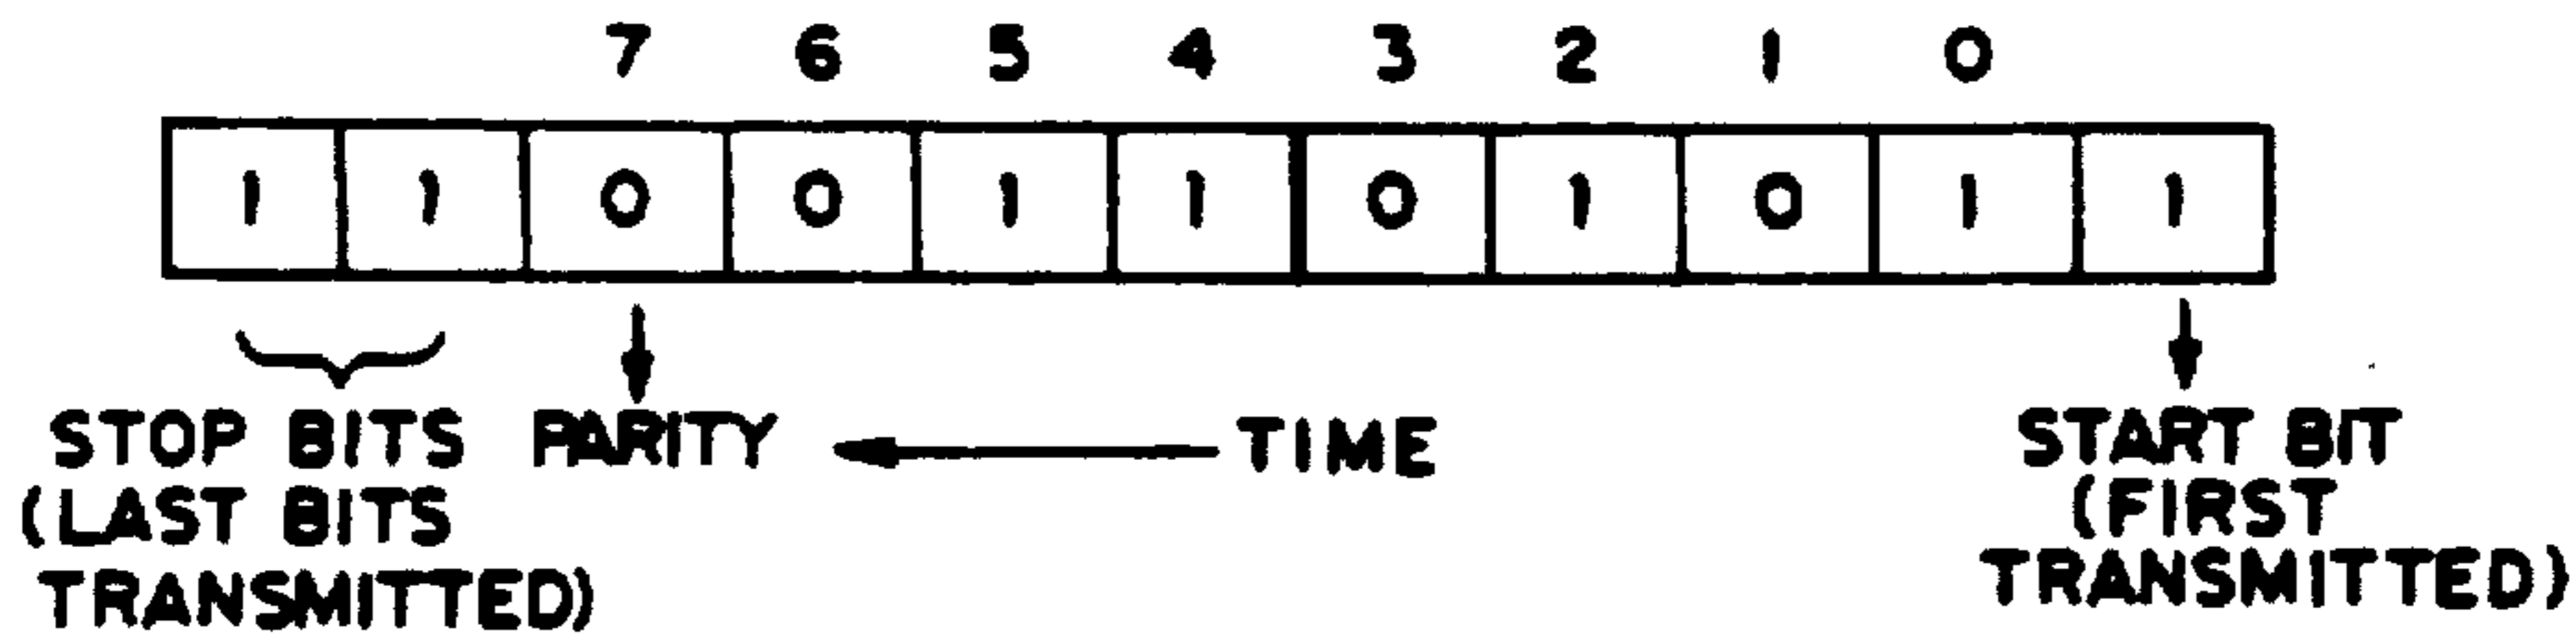 7 6 5 4 3 2 1 0
1 1 0 0 1 1 0 1 0 1 1
STOP BITS PARITY TIME START BIT
(LAST BITS (FIRST
TRANSMITTED) TRANSMITTED)